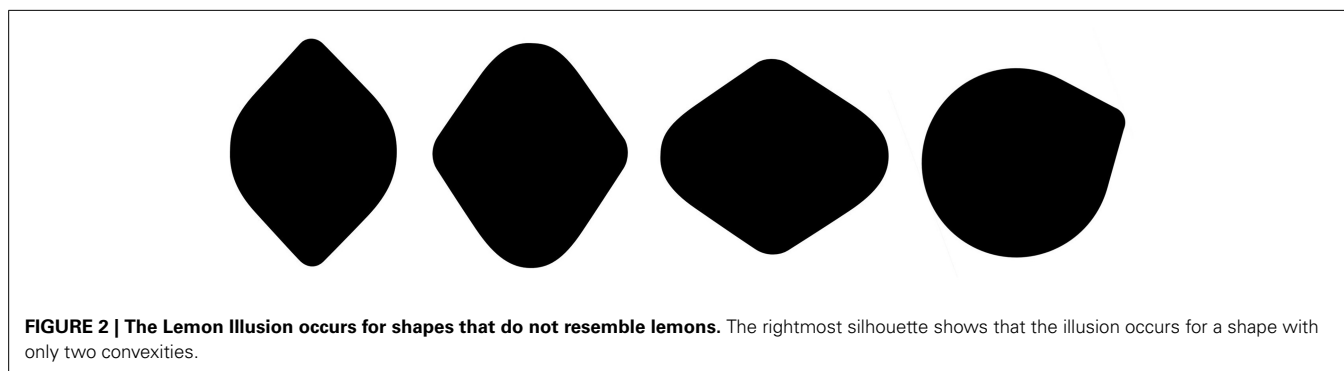 FIGURE 2 | The Lemon Illusion occurs for shapes that do not resemble lemons. The rightmost silhouette shows that the illusion occurs for a shape with
only two convexities.